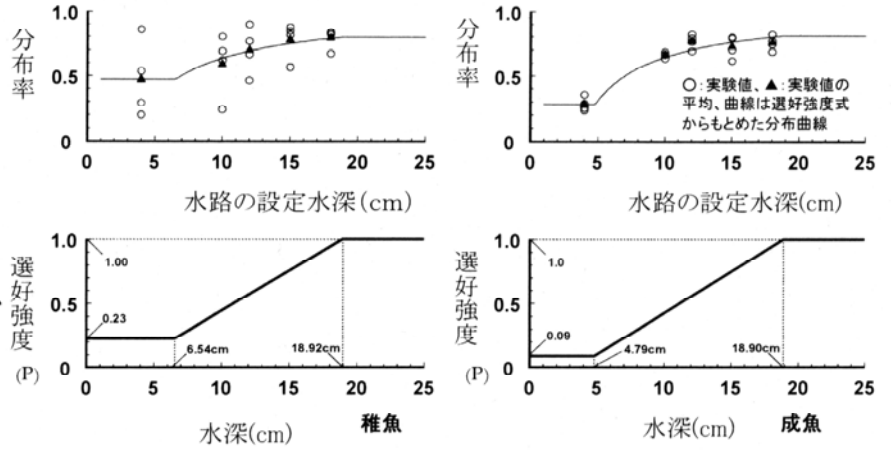 分布率
1.0
0.5
0
0 5 10 15 20 25
水路の設定水深(cm)
分布率
1.0
0.5
0
○:実験値、▲:実験値の
平均、曲線は選好強度式
からもとめた分布曲線
0 5 10 15 20 25
水路の設定水深(cm)
選好強度
(P)
1.0
0.5
0
1.00
0.23
6.54cm
18.92cm
0 5 10 15 20 25
水深(cm)
稚魚
選好強度
(P)
1.0
0.5
0
1.0
0.09
4.79cm
18.90cm
0 5 10 15 20 25
水深(cm)
成魚